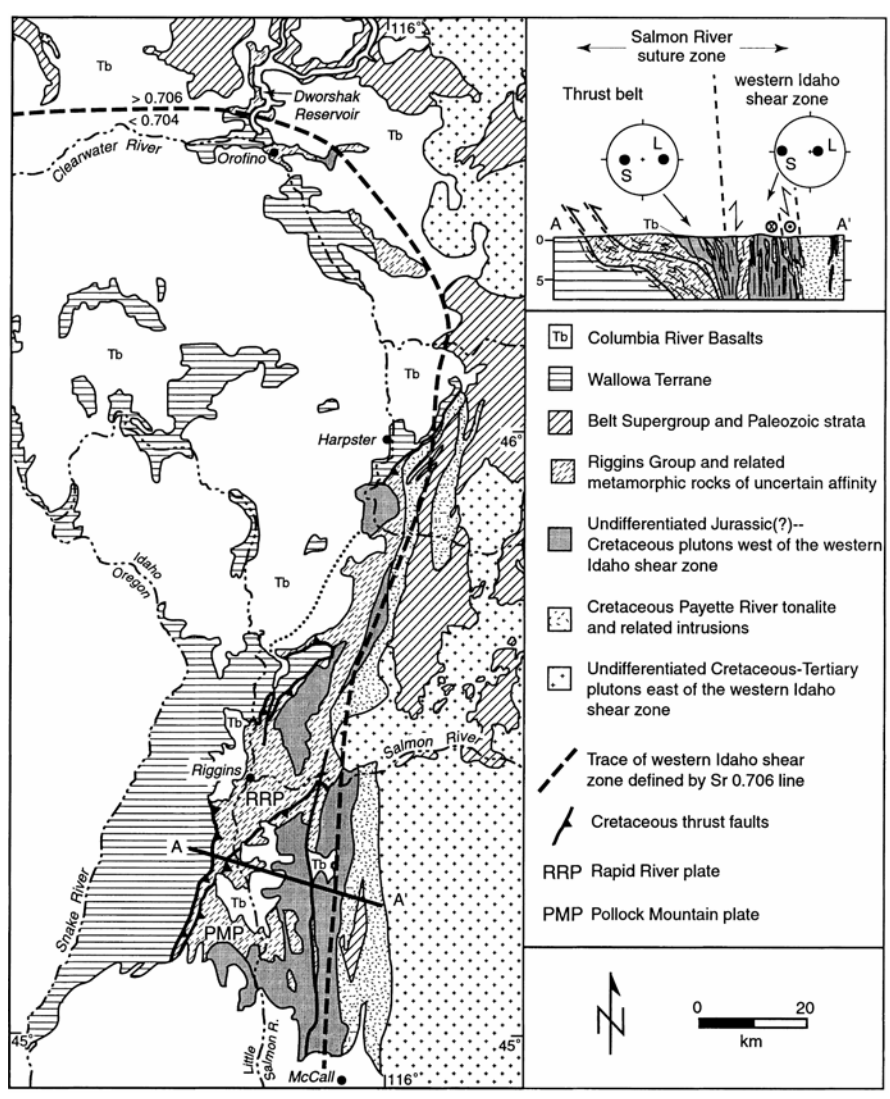 116°
Tb
Dworshak
Reservoir
> 0.706
< 0.704
Tb
Clearwater River
Orofino
Tb
Tb
Harpster
46°
Idaho
Oregon
Tb
Tb
Salmon River
Riggins
RRP
A
Tb
A'
Tb
PMP
Snake River
45°
45°
Little
Salmon R.
McCall
116°
Salmon River
suture zone
Thrust belt
western Idaho
shear zone
L
S
L
S
A
Tb
A'
0
5
Tb Columbia River Basalts
Wallowa Terrane
Belt Supergroup and Paleozoic strata
Riggins Group and related
metamorphic rocks of uncertain affinity
Undifferentiated Jurassic(?)--
Cretaceous plutons west of the western
Idaho shear zone
Cretaceous Payette River tonalite
and related intrusions
Undifferentiated Cretaceous-Tertiary
plutons east of the western Idaho
shear zone
Trace of western Idaho shear
zone defined by Sr 0.706 line
Cretaceous thrust faults
RRP Rapid River plate
PMP Pollock Mountain plate
N
0 20
km